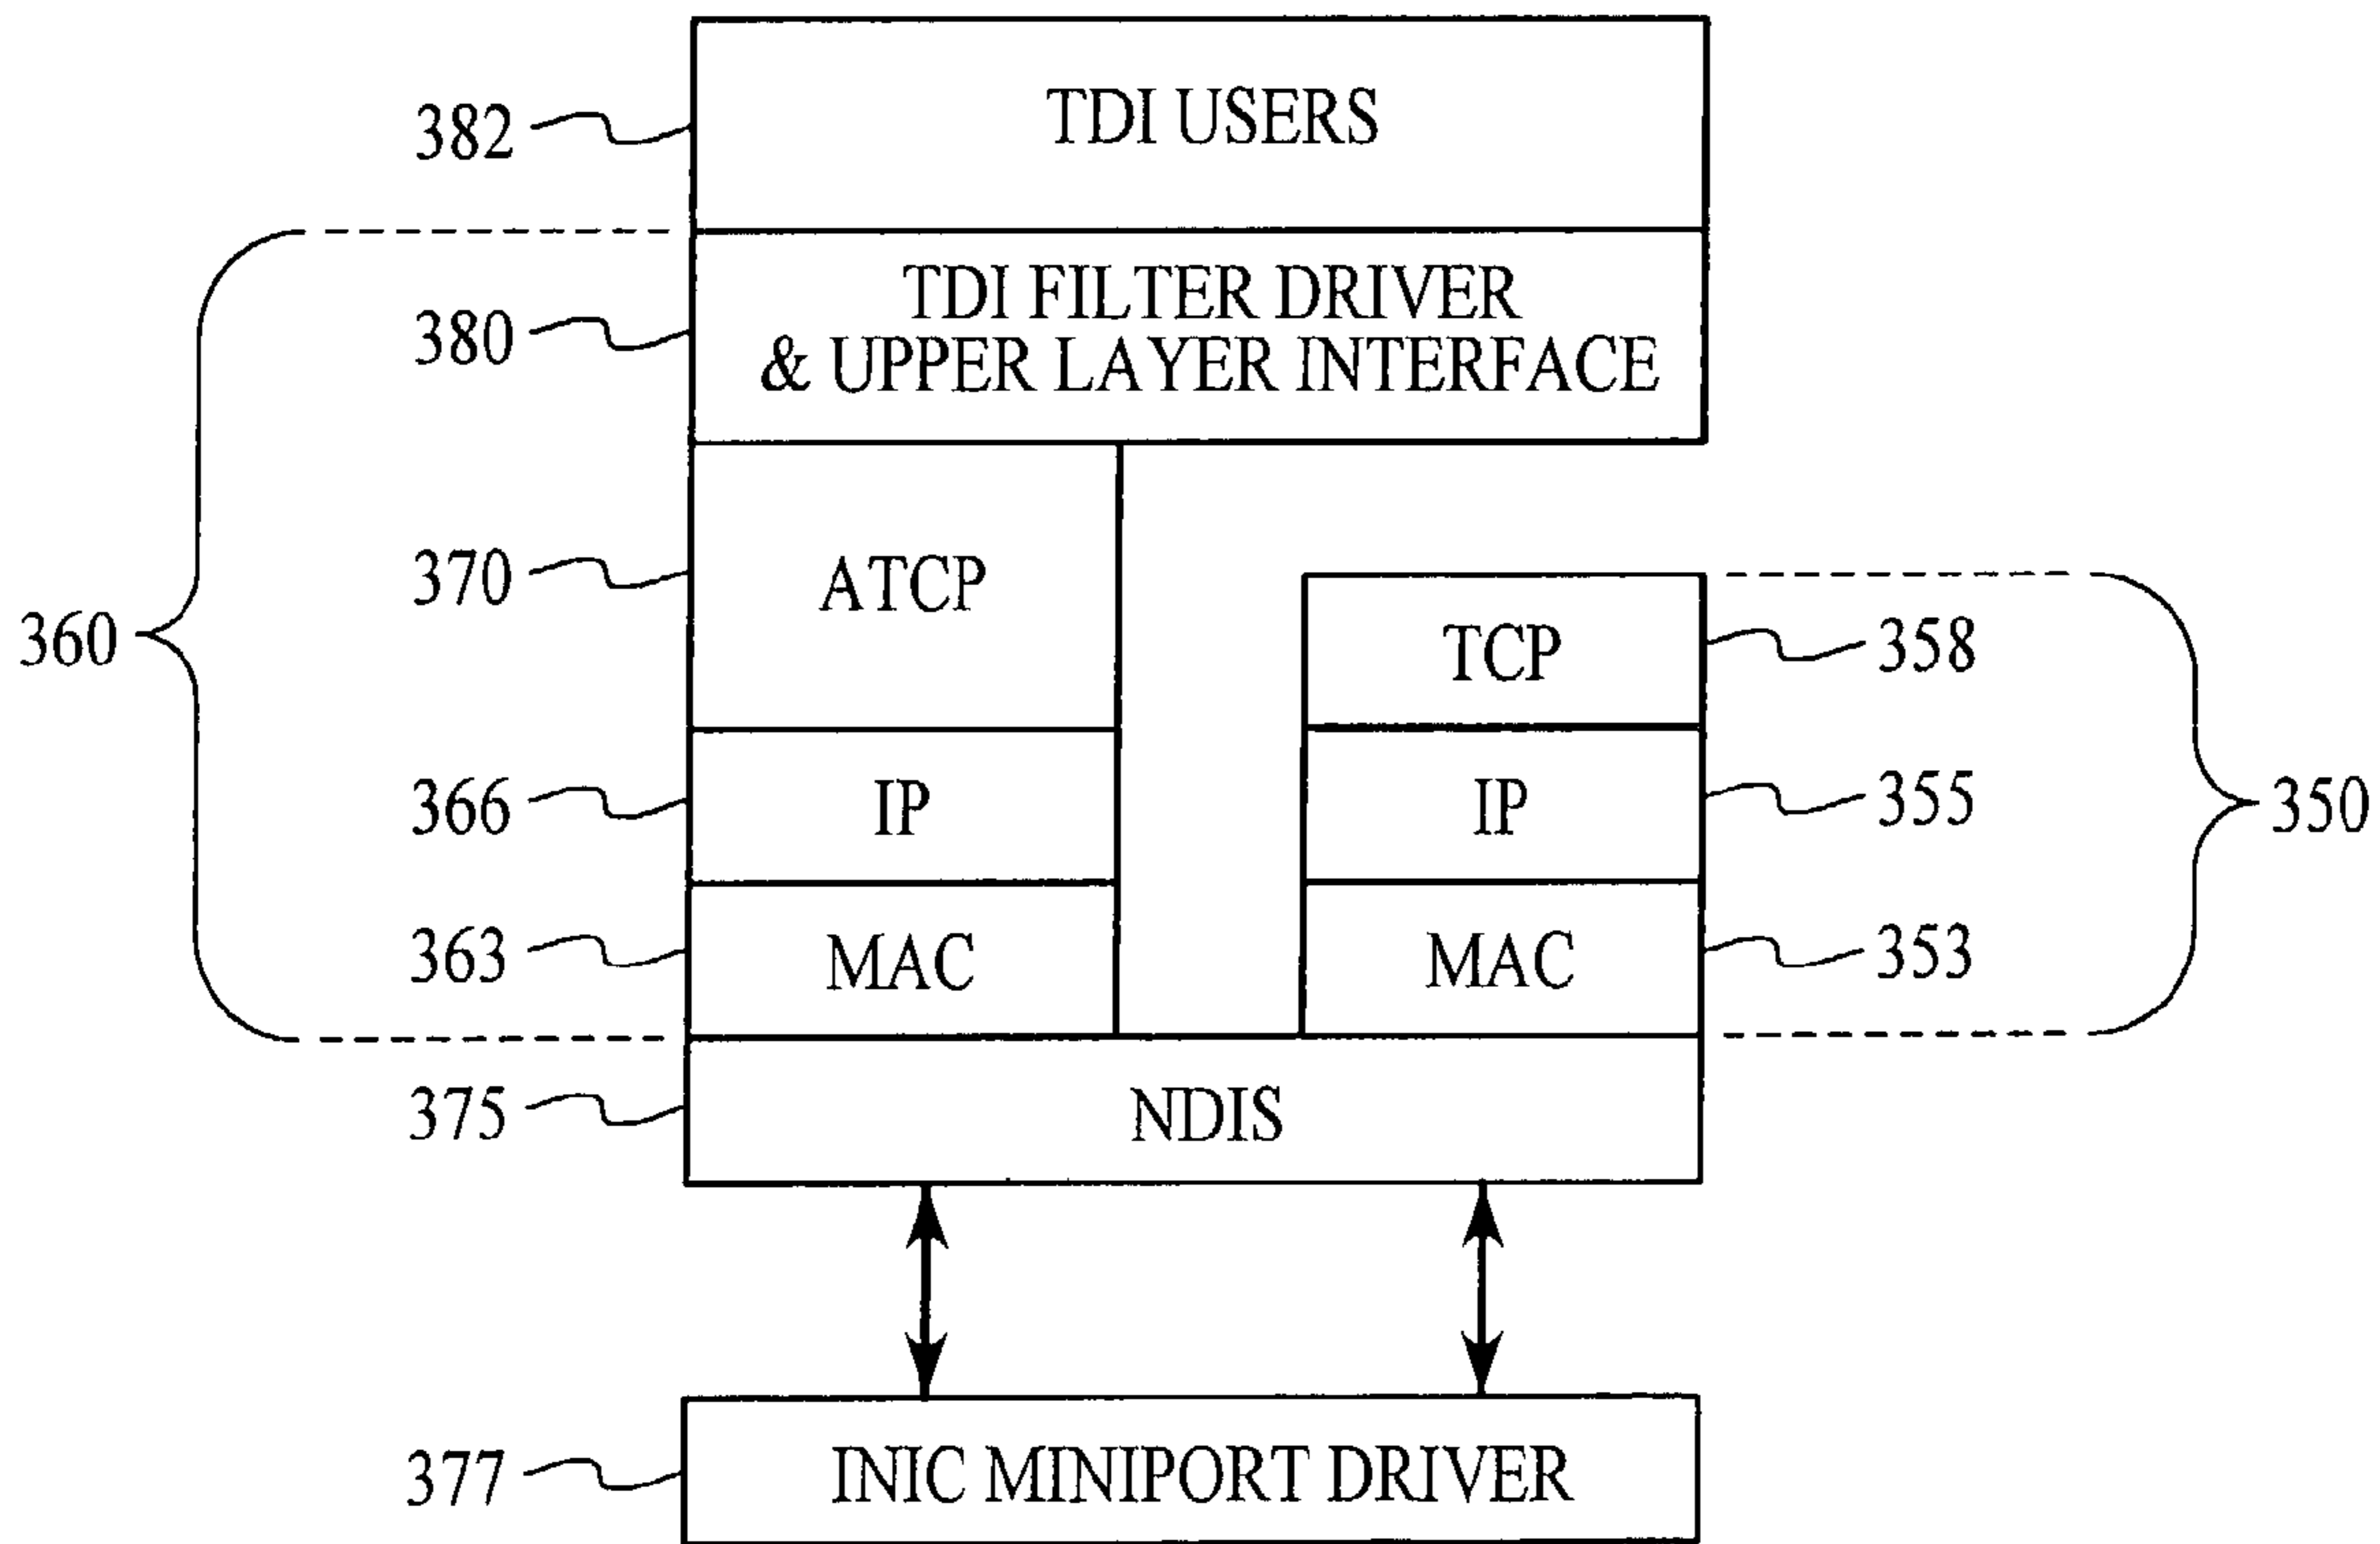 382
TDI USERS
380
TDI FILTER DRIVER
& UPPER LAYER INTERFACE
360
370
ATCP
TCP
358
366
IP
IP
355
350
363
MAC
MAC
353
375
NDIS
377
INIC MINIPORT DRIVER